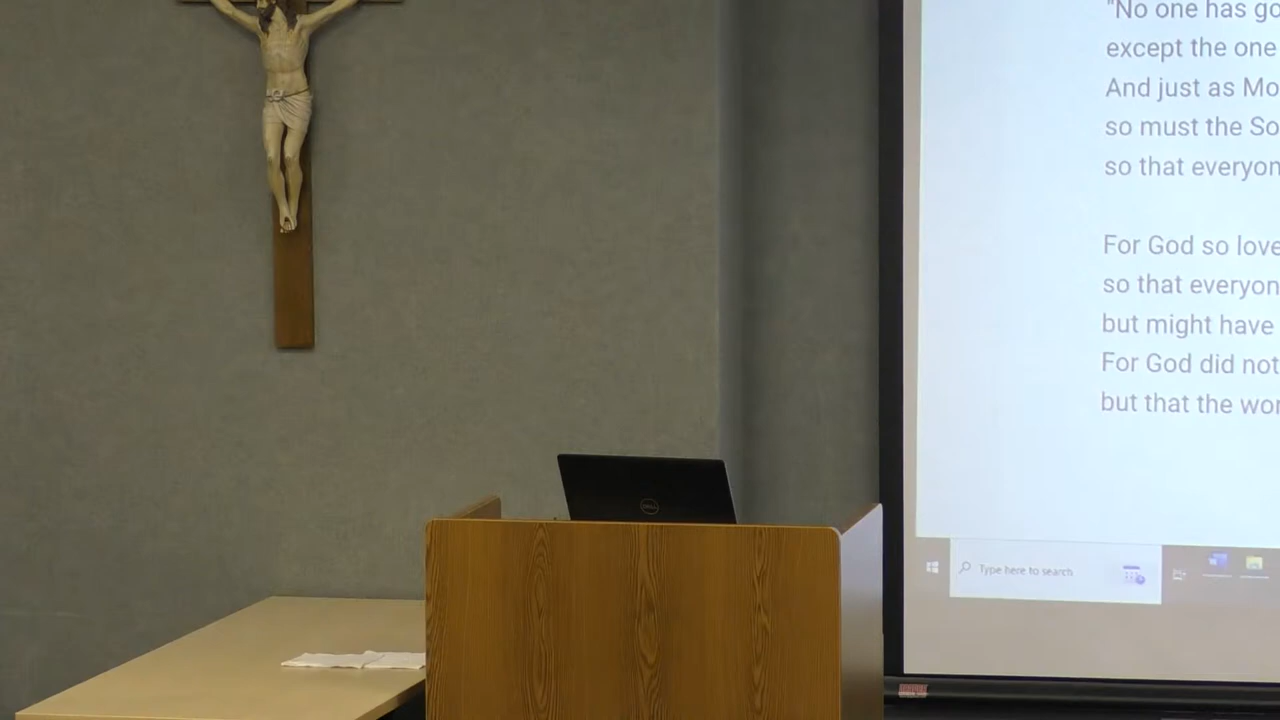 "No one has go
except the one
And just as Mo
so must the So
so that everyon
For God so love
so that everyon
but might have
For God did not
but that the wor
DELL
Type here to search